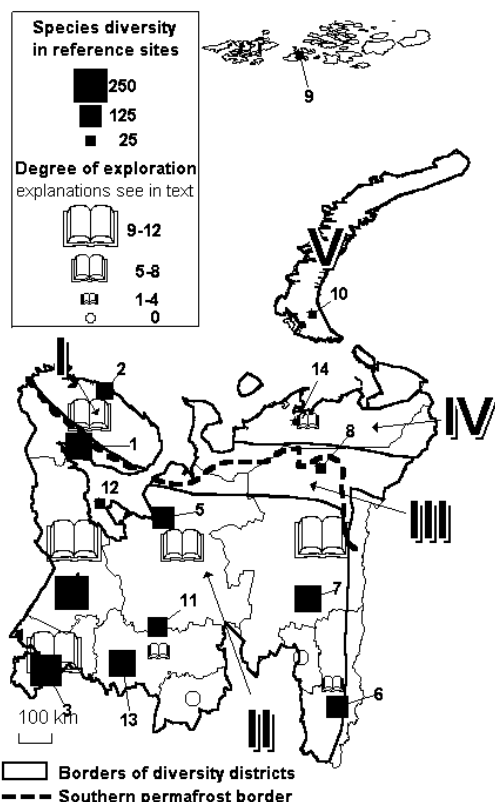 Species diversity
in reference sites
250
125
25
Degree of exploration
explanations see in text
9-12
5-8
1-4
0
9
V
10
I
2
14
IV
1
8
12
5
III
4
7
11
3
13
6
100 km
II
Borders of diversity districts
Southern permafrost border